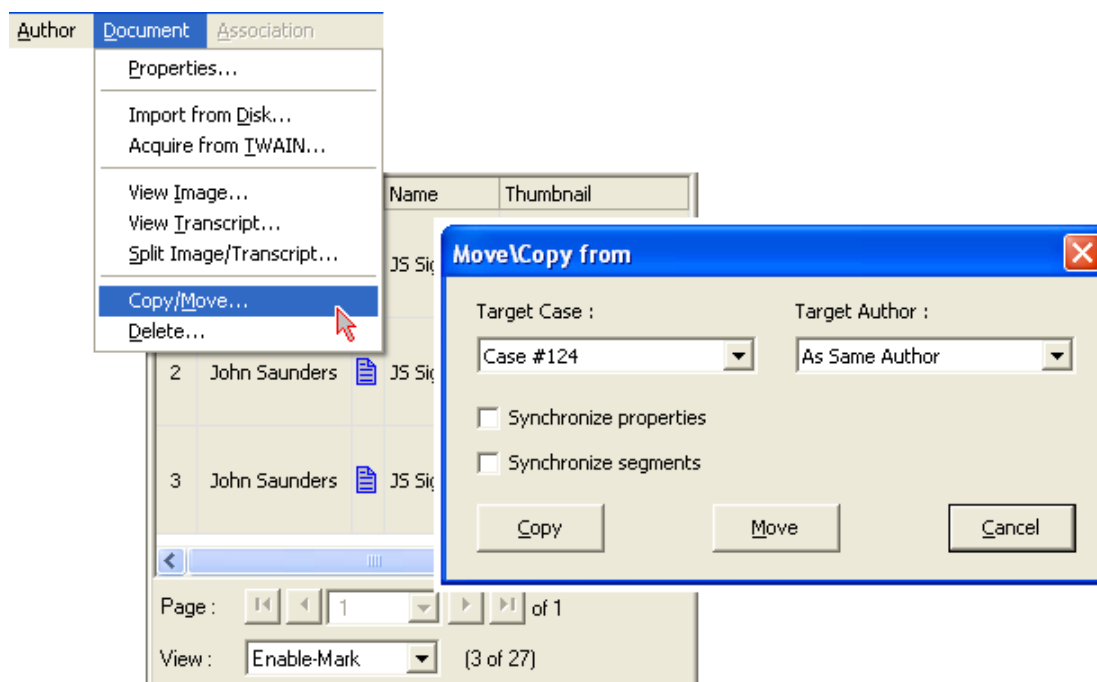 Author Document Association
Properties...
Import from Disk...
Acquire from TWAIN...
View Image...
View Transcript...
Split Image/Transcript...
Copy/Move...
Delete...
Name Thumbnail
JS
2 John Saunders JS
3 John Saunders JS
Page : 1 of 1
View : Enable-Mark (3 of 27)
Move\Copy from
Target Case : Target Author :
Case #124 As Same Author
Synchronize properties
Synchronize segments
Copy Move Cancel